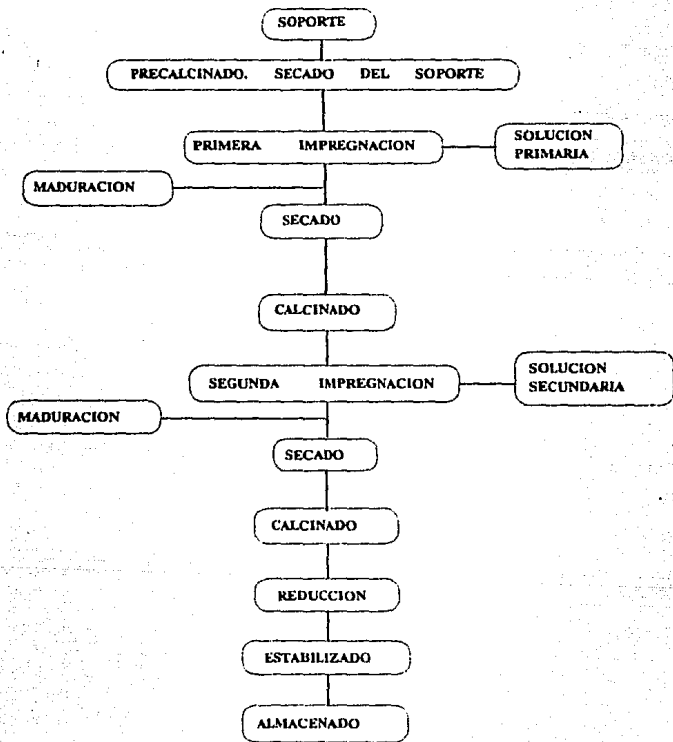 SOPORTE
PRECALCINADO. SECADO DEL SOPORTE
PRIMERA IMPREGNACION
SOLUCION
PRIMARIA
MADURACION
SECADO
CALCINADO
SEGUNDA IMPREGNACION
SOLUCION
SECUNDARIA
MADURACION
SECADO
CALCINADO
REDUCCION
ESTABILIZADO
ALMACENADO